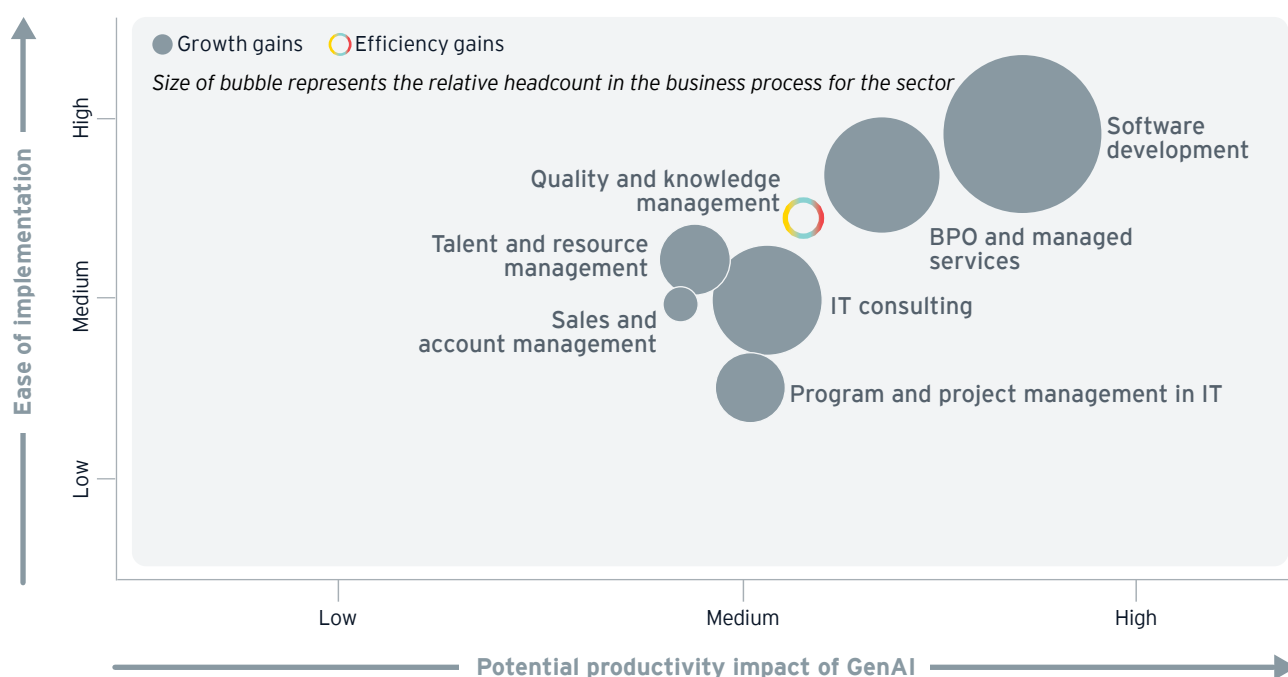 Growth gains
Efficiency gains
Size of bubble represents the relative headcount in the business process for the sector
Ease of implementation
High
Medium
Low
Software
development
Quality and knowledge
management
BPO and managed
services
Talent and resource
management
IT consulting
Sales and
account management
Program and project management in IT
Low
Medium
High
Potential productivity impact of GenAI